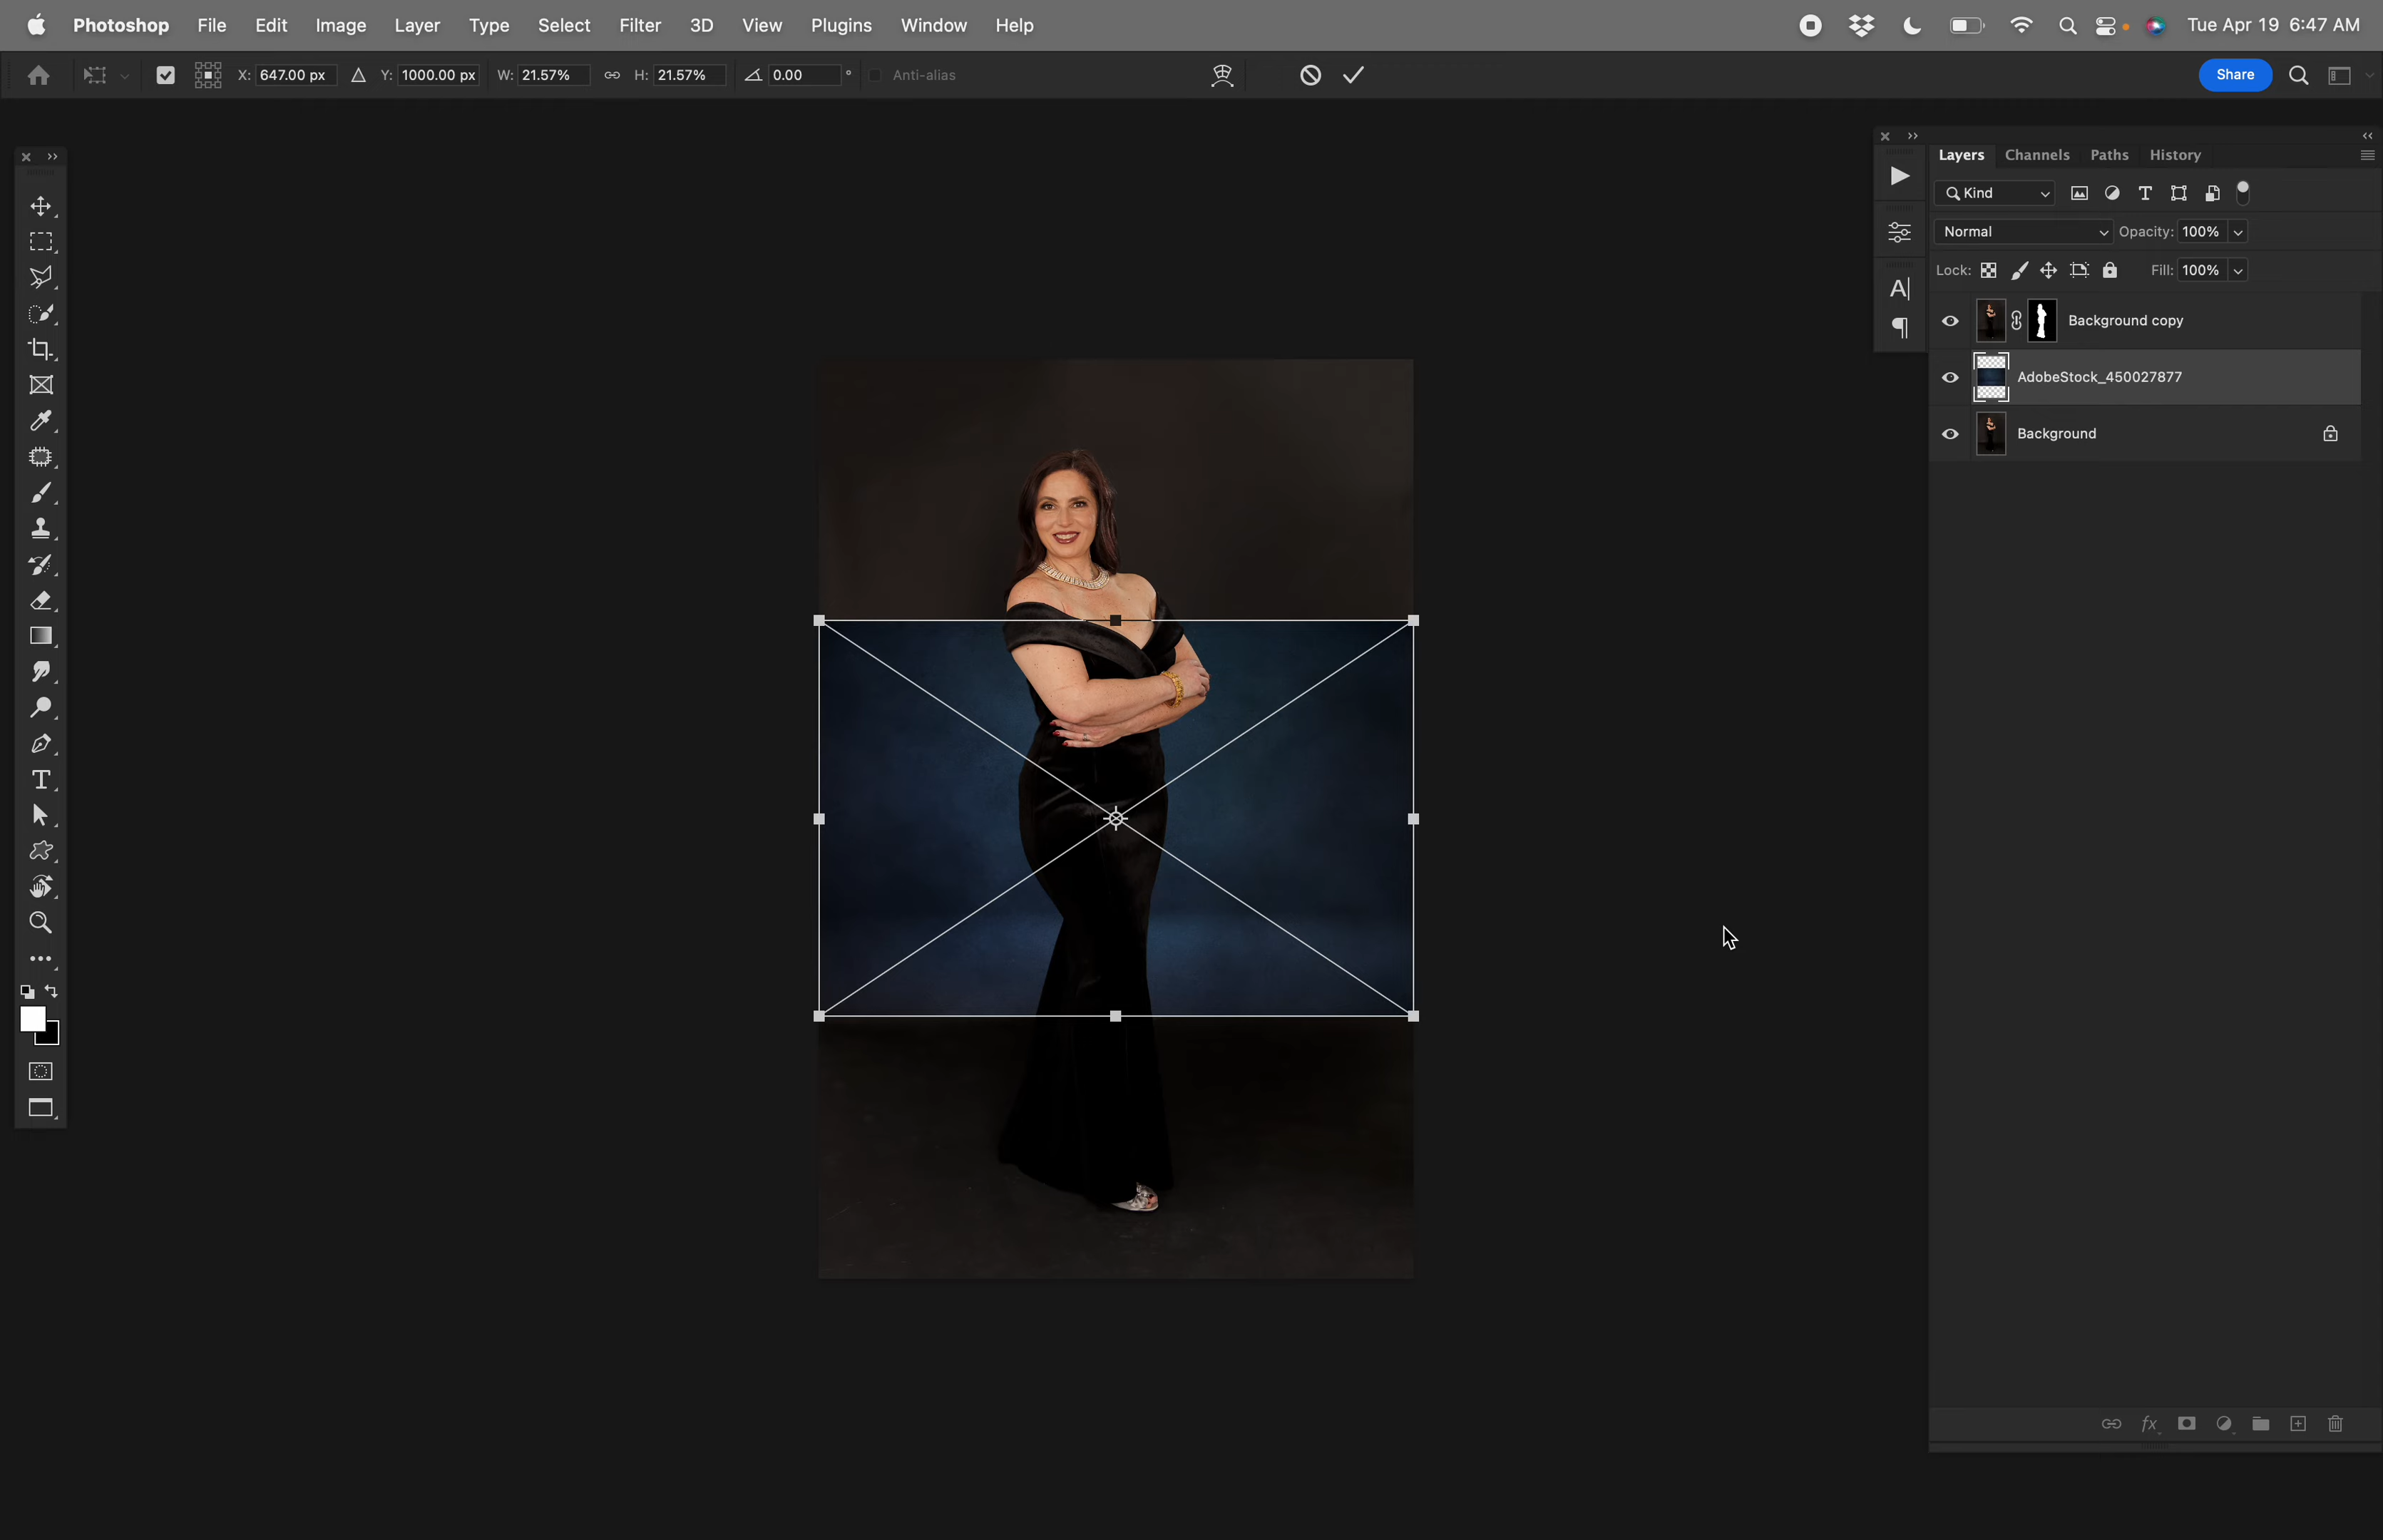 Photoshop File Edit Image Layer Type Select Filter 3D View Plugins Window Help Tue Apr 19 6:47 AM
X: 647.00 px Y: 1000.00 px W: 21.57% H: 21.57% 0.00 ° Anti-alias Share
Layers Channels Paths History
Kind
Normal Opacity: 100%
Lock: Fill: 100%
Background copy
AdobeStock_450027877
Background